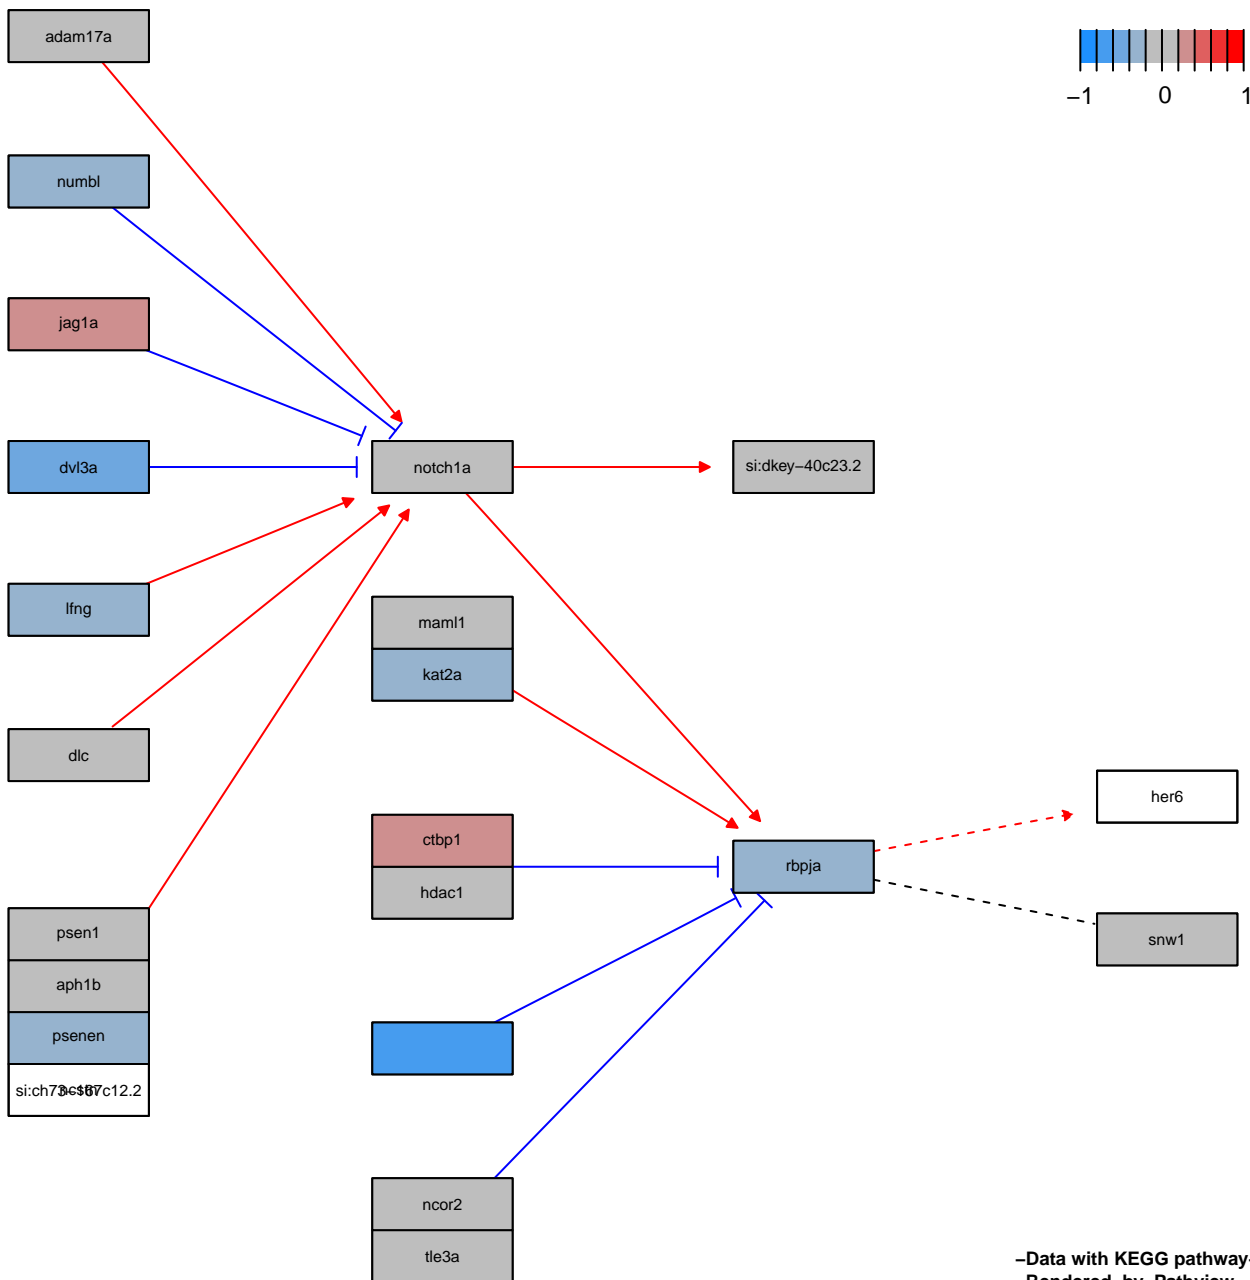 adam17a
−1 0 1
numbl
jag1a
dvl3a
notch1a
si:dkey−40c23.2
lfng
maml1
kat2a
dlc
her6
ctbp1
rbpja
hdac1
psen1
snw1
aph1b
psenen
ncor2
tle3a
−Data with KEGG pathway−